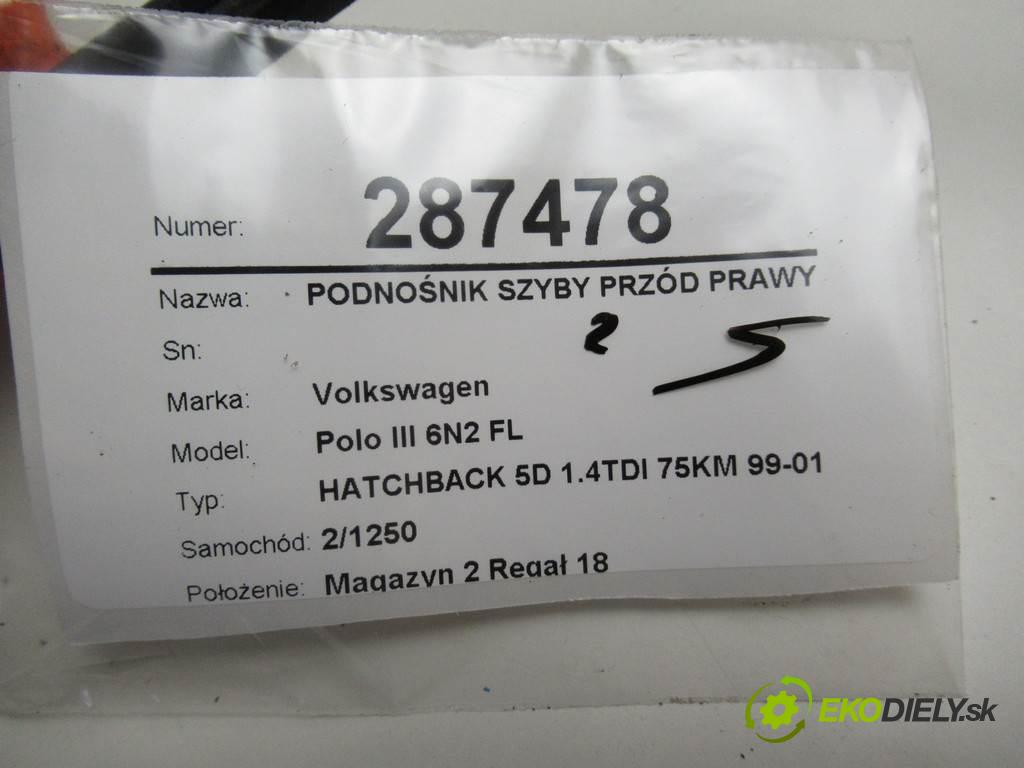 Numer: 287478
Nazwa: PODNOŚNIK SZYBY PRZÓD PRAWY
Sn: 2 5
Marka: Volkswagen
Model: Polo III 6N2 FL
Typ: HATCHBACK 5D 1.4TDI 75KM 99-01
Samochód: 2/1250
Położenie: Magazyn 2 Regał 18
EKODIELY.sk